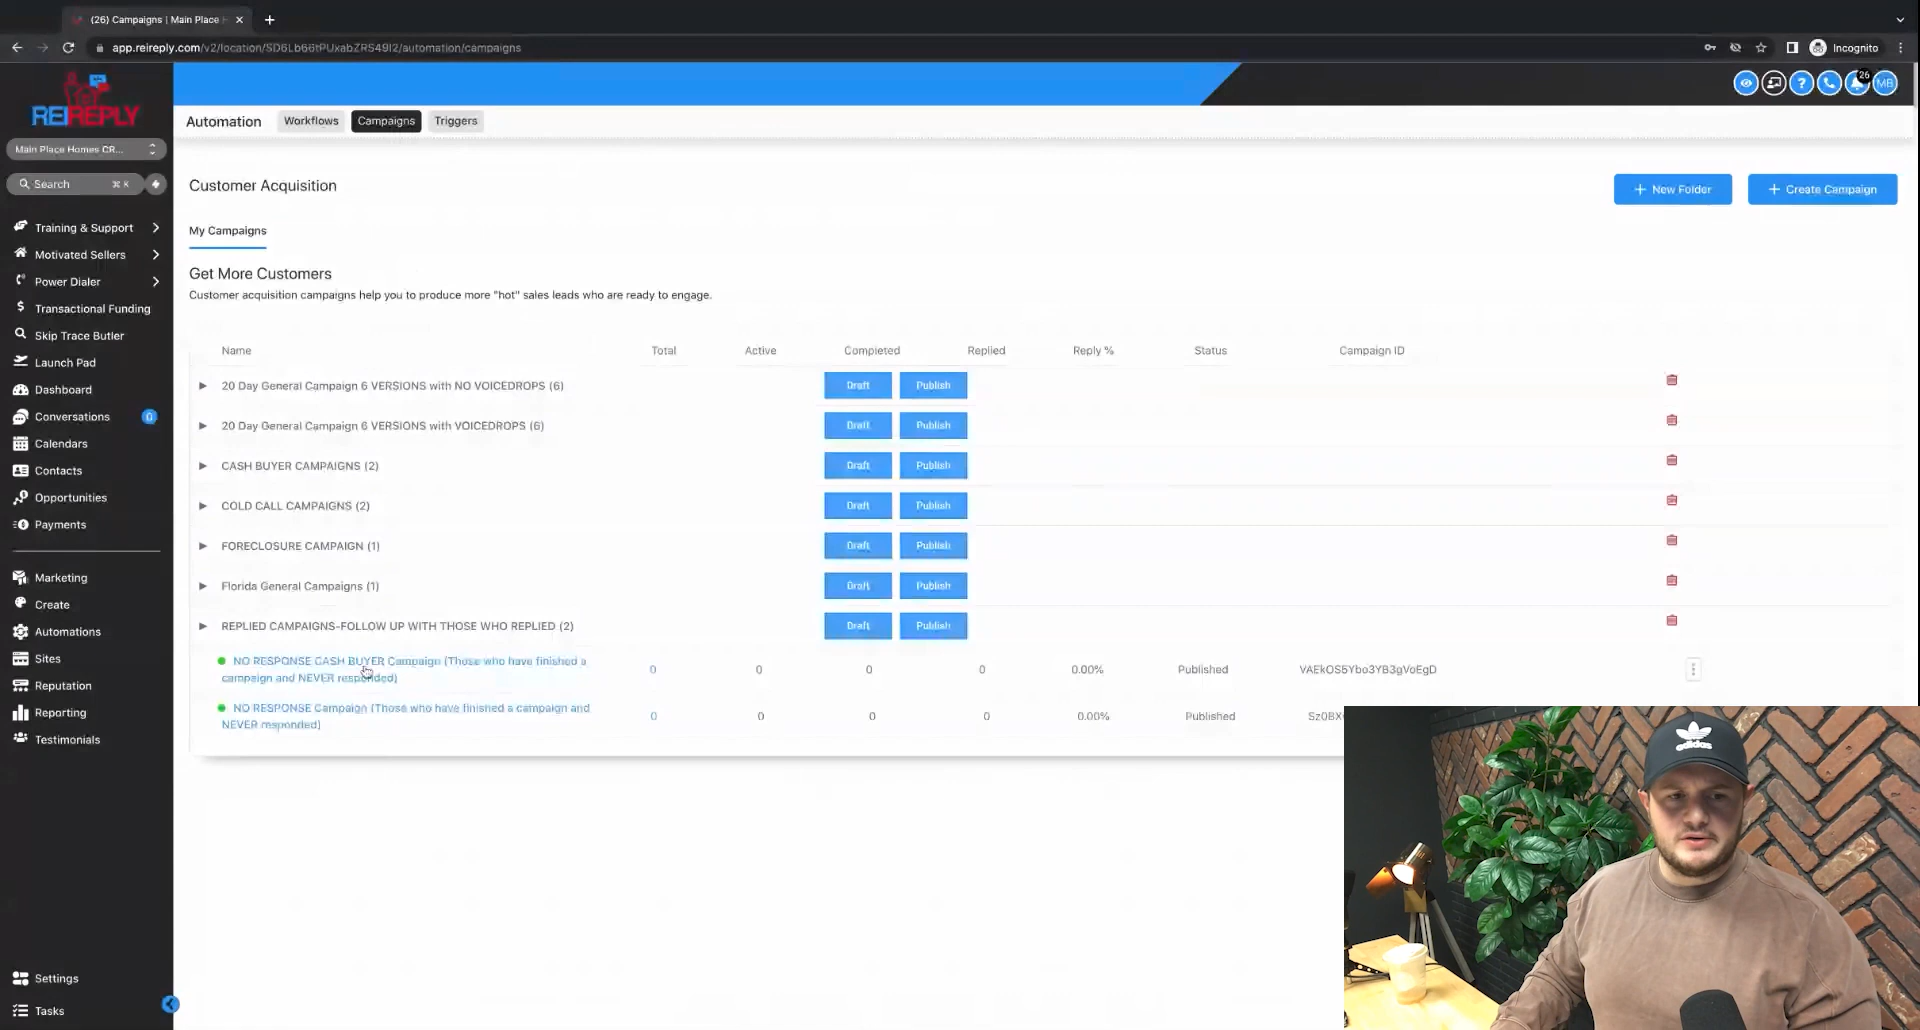 (26) Campaigns | Main Place
app.reireply.com/v2/location/SD6Lb66tPUxabZRS49I2/automation/campaigns
Incognito
REIREPLY
26
MB
Automation
Workflows
Campaigns
Triggers
Main Place Homes CR...
Search
⌘ K
Customer Acquisition
+ New Folder
+ Create Campaign
My Campaigns
Get More Customers
Customer acquisition campaigns help you to produce more "hot" sales leads who are ready to engage.
Name
Total
Active
Completed
Replied
Reply %
Status
Campaign ID
20 Day General Campaign 6 VERSIONS with NO VOICEDROPS (6)
Draft
Publish
20 Day General Campaign 6 VERSIONS with VOICEDROPS (6)
Draft
Publish
CASH BUYER CAMPAIGNS (2)
Draft
Publish
COLD CALL CAMPAIGNS (2)
Draft
Publish
FORECLOSURE CAMPAIGN (1)
Draft
Publish
Florida General Campaigns (1)
Draft
Publish
REPLIED CAMPAIGNS-FOLLOW UP WITH THOSE WHO REPLIED (2)
Draft
Publish
NO RESPONSE CASH BUYER Campaign (Those who have finished a
campaign and NEVER responded)
0
0
0
0
0.00%
Published
VAEkOS5Ybo3YB3gVoEgD
NO RESPONSE Campaign (Those who have finished a campaign and
NEVER responded)
0
0
0
0
0.00%
Published
Training & Support
Motivated Sellers
Power Dialer
Transactional Funding
Skip Trace Butler
Launch Pad
Dashboard
Conversations
0
Calendars
Contacts
Opportunities
Payments
Marketing
Create
Automations
Sites
Reputation
Reporting
Testimonials
Settings
Tasks
adidas